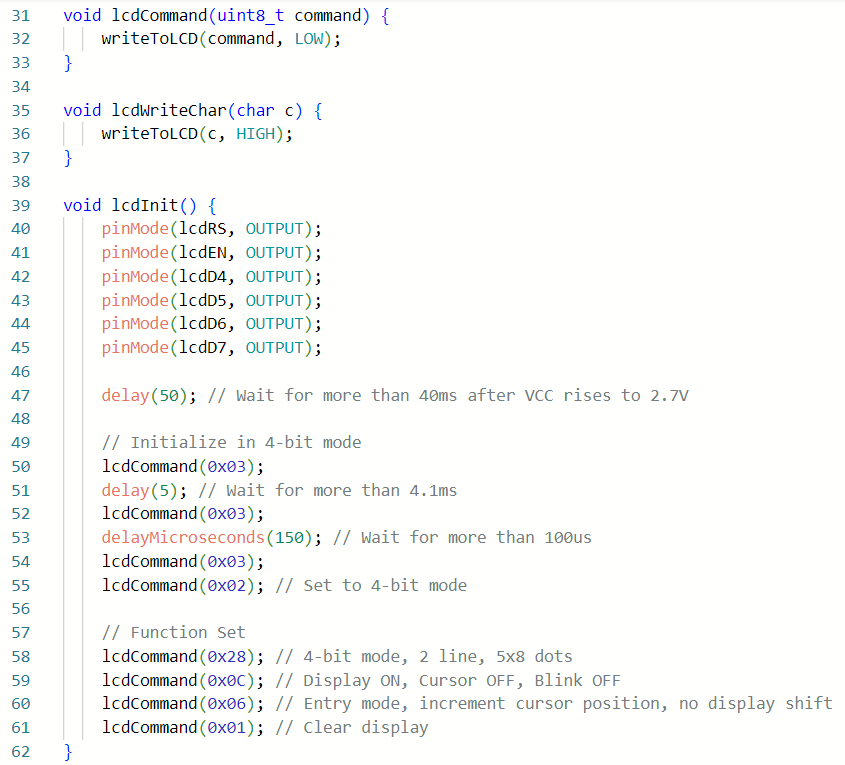 31 void lcdCommand(uint8_t command) {
32     writeToLCD(command, LOW);
33 }
34
35 void lcdWriteChar(char c) {
36     writeToLCD(c, HIGH);
37 }
38
39 void lcdInit() {
40     pinMode(lcdRS, OUTPUT);
41     pinMode(lcdEN, OUTPUT);
42     pinMode(lcdD4, OUTPUT);
43     pinMode(lcdD5, OUTPUT);
44     pinMode(lcdD6, OUTPUT);
45     pinMode(lcdD7, OUTPUT);
46
47     delay(50); // Wait for more than 40ms after VCC rises to 2.7V
48
49     // Initialize in 4-bit mode
50     lcdCommand(0x03);
51     delay(5); // Wait for more than 4.1ms
52     lcdCommand(0x03);
53     delayMicroseconds(150); // Wait for more than 100us
54     lcdCommand(0x03);
55     lcdCommand(0x02); // Set to 4-bit mode
56
57     // Function Set
58     lcdCommand(0x28); // 4-bit mode, 2 line, 5x8 dots
59     lcdCommand(0x0C); // Display ON, Cursor OFF, Blink OFF
60     lcdCommand(0x06); // Entry mode, increment cursor position, no display shift
61     lcdCommand(0x01); // Clear display
62 }